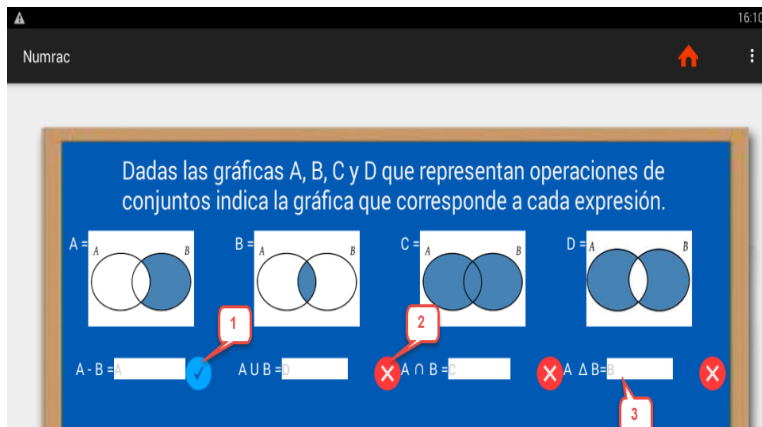 16:10
Numrac
Dadas las gráficas A, B, C y D que representan operaciones de
conjuntos indica la gráfica que corresponde a cada expresión.
A = A B B = A B C = A B D = A B
1 2
A - B = A A U B = D A ∩ B = C A Δ B= B
3